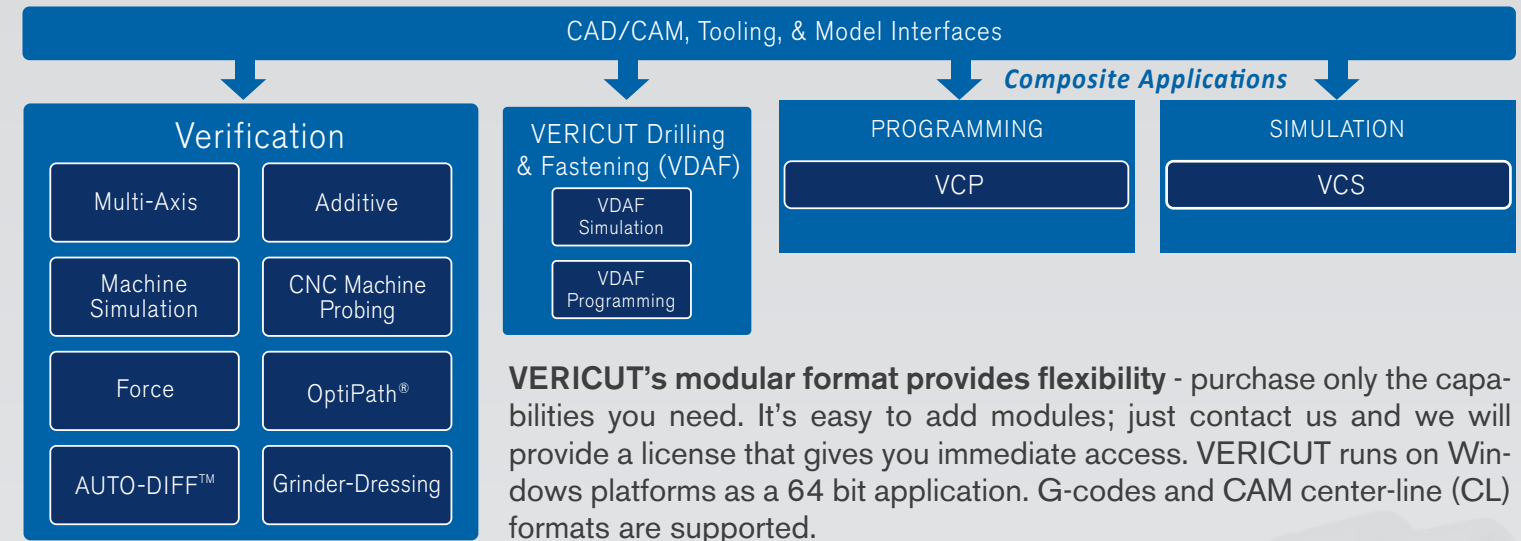 CAD/CAM, Tooling, & Model Interfaces
Composite Applications
Verification
Multi-Axis
Additive
Machine
Simulation
CNC Machine
Probing
Force
OptiPath®
AUTO-DIFF™
Grinder-Dressing
VERICUT Drilling
& Fastening (VDAF)
VDAF
Simulation
VDAF
Programming
PROGRAMMING
VCP
SIMULATION
VCS
VERICUT’s modular format provides flexibility - purchase only the capa-
bilities you need. It’s easy to add modules; just contact us and we will
provide a license that gives you immediate access. VERICUT runs on Win-
dows platforms as a 64 bit application. G-codes and CAM center-line (CL)
formats are supported.